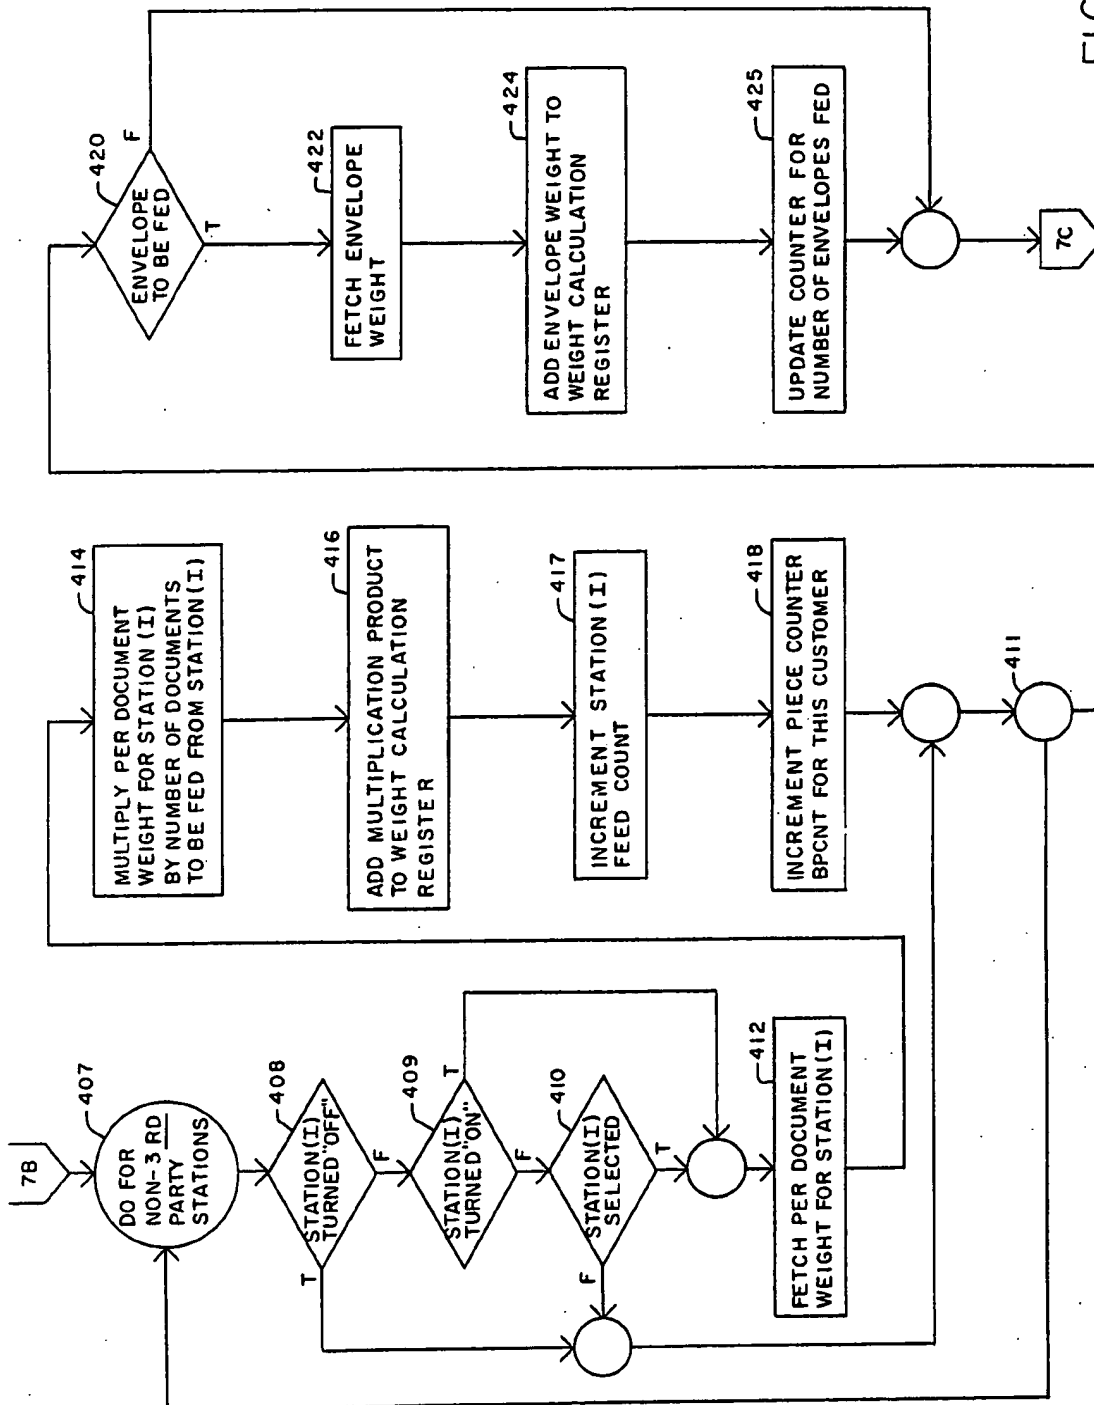 7B
407
DO FOR
NON-3 RD
PARTY
STATIONS
408
STATION(I)
TURNED "OFF"
T
F
409
STATION(I)
TURNED "ON"
T
F
410
STATION(I)
SELECTED
F
T
412
FETCH PER DOCUMENT
WEIGHT FOR STATION(I)
414
MULTIPLY PER DOCUMENT
WEIGHT FOR STATION (I)
BY NUMBER OF DOCUMENTS
TO BE FED FROM STATION(I)
416
ADD MULTIPLICATION PRODUCT
TO WEIGHT CALCULATION
REGISTER
417
INCREMENT STATION(I)
FEED COUNT
418
INCREMENT PIECE COUNTER
BPCNT FOR THIS CUSTOMER
411
420
ENVELOPE
TO BE FED
F
T
422
FETCH ENVELOPE
WEIGHT
424
ADD ENVELOPE WEIGHT TO
WEIGHT CALCULATION
REGISTER
425
UPDATE COUNTER FOR
NUMBER OF ENVELOPES FED
7C